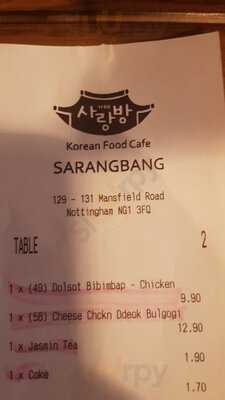 사랑방
Korean Food Cafe
SARANGBANG
129 - 131 Mansfield Road
Nottingham NG1 3FQ
TABLE 2
1 x (49) Dolsot Bibimbap - Chicken
9.90
1 x (58) Cheese Chckn Ddeok Bulgogi
12.90
1 x Jasmin Tea
1.90
1 x Coke
1.70